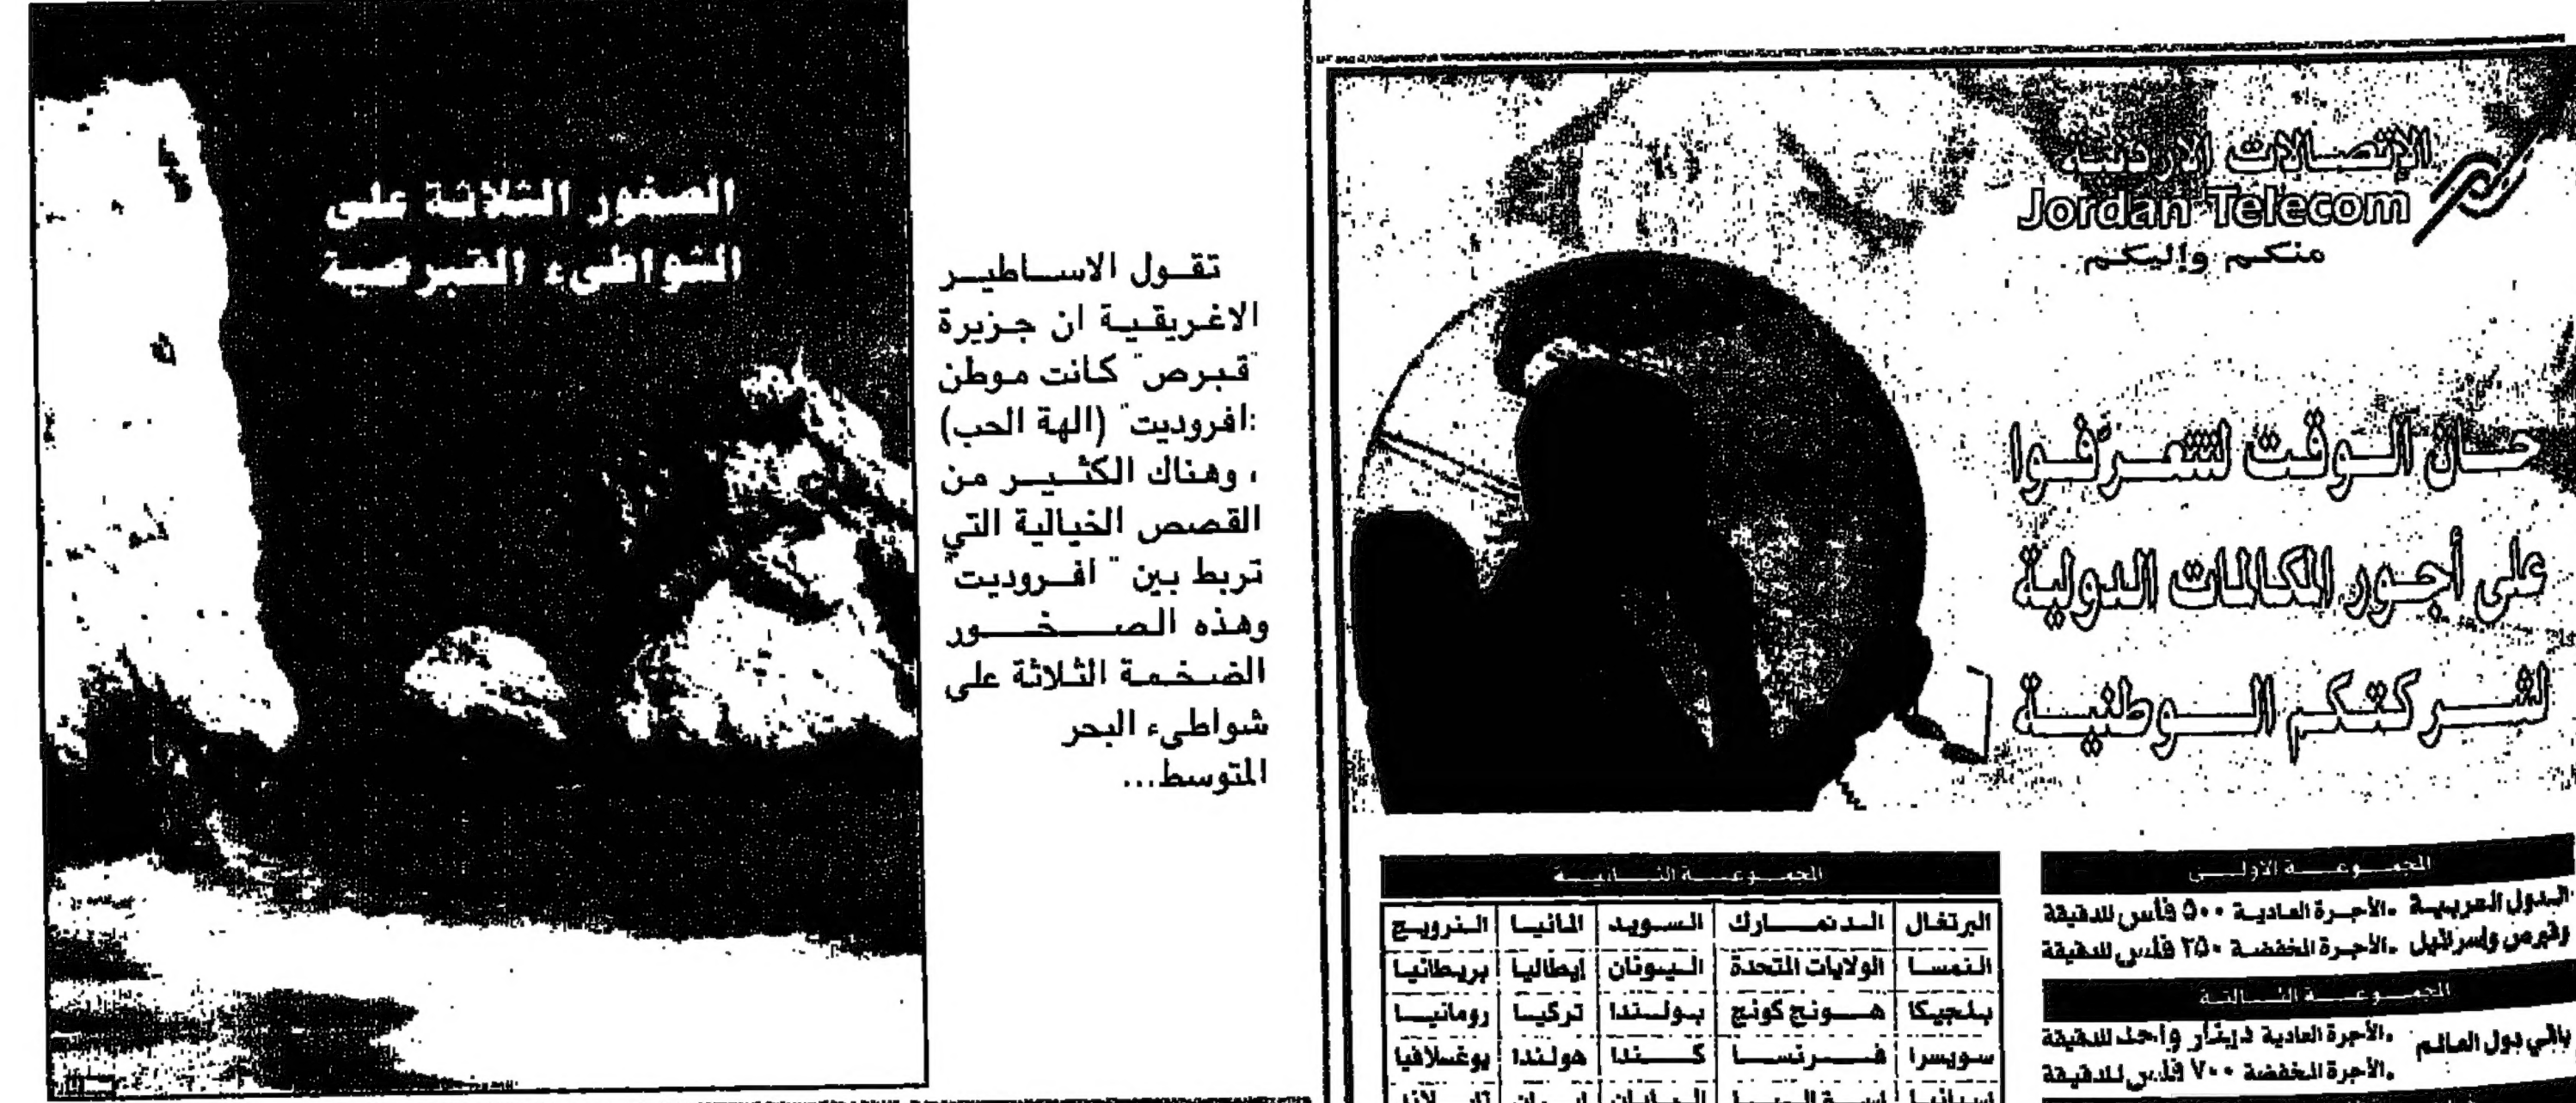 الصخور الثلاثة على
الشواطىء القبرصية
تقول الاساطير
الاغريقية ان جزيرة
"قبرص" كانت موطن
:افروديت" (الهة الحب)
، وهناك الكثير من
القصص الخيالية التي
تربط بين " افروديت"
وهذه الصخور
الضخمة الثلاثة على
شواطىء البحر
المتوسط...
الإتصالات الأردنية
Jordan Telecom
منكم وإليكم
حان الوقت لتتعرّفوا
على أجور المكالمات الدولية
لشركتكم الوطنية
المجموعة الاولى
الدول العربية .الأجرة العادية ٥٠٠ فلس للدقيقة
وقبرص وإسرائيل .الأجرة المخفضة ٢٥٠ فلس للدقيقة
المجموعة الثالثة
باقي دول العالم .الأجرة العادية دينار واحد للدقيقة
.الأجرة المخفضة ٧٠٠ فلس للدقيقة
المجموعة الثانية
البرتغال الدنمارك السويد المانيا النرويج
النمسا الولايات المتحدة اليونان إيطاليا بريطانيا
بلجيكا هونج كونج بولندا تركيا رومانيا
سويسرا فرنسا كندا هولندا يوغسلافيا